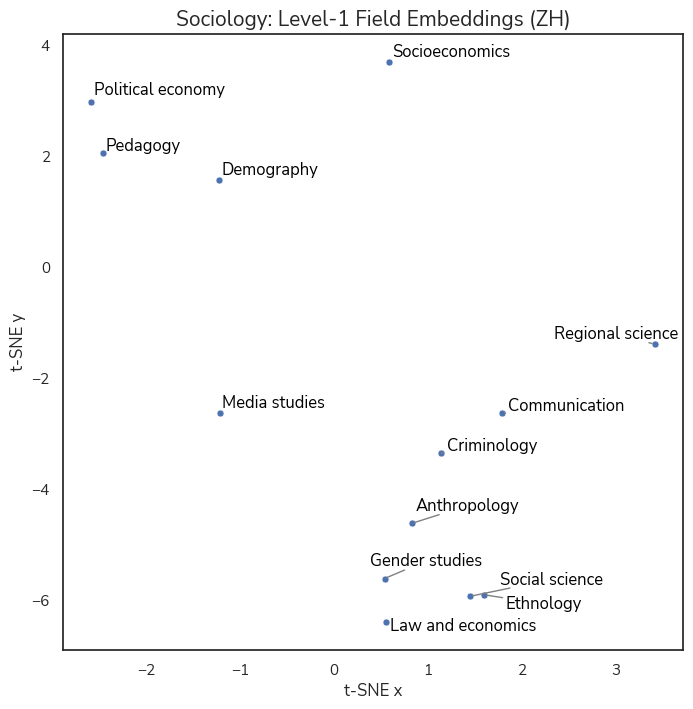 Sociology: Level-1 Field Embeddings (ZH)
4
2
0
−2
−4
−6
t-SNE y
Socioeconomics
Political economy
Pedagogy
Demography
Regional science
Media studies
Communication
Criminology
Anthropology
Gender studies
Social science
Ethnology
Law and economics
−2
−1
0
1
2
3
t-SNE x